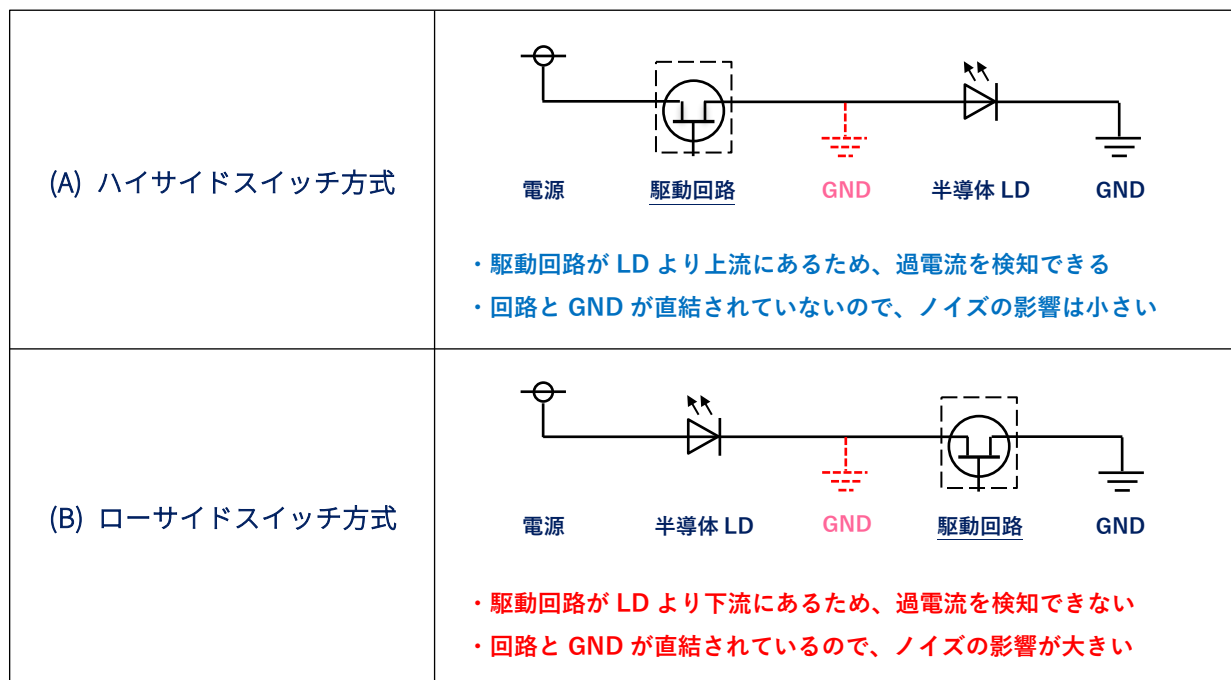 (A) ハイサイドスイッチ方式
電源 駆動回路 GND 半導体 LD GND
・駆動回路が LD より上流にあるため、過電流を検知できる
・回路と GND が直結されていないので、ノイズの影響は小さい
(B) ローサイドスイッチ方式
電源 半導体 LD GND 駆動回路 GND
・駆動回路が LD より下流にあるため、過電流を検知できない
・回路と GND が直結されているので、ノイズの影響が大きい